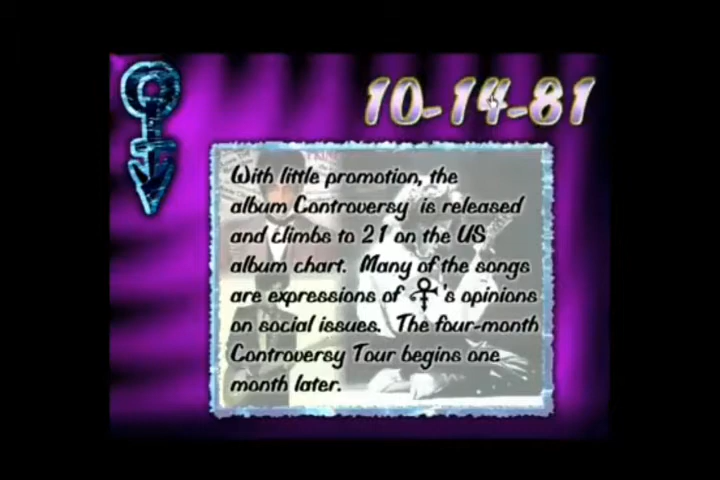 10-14-81
With little promotion, the
album Controversy is released
and climbs to 21 on the US
album chart. Many of the songs
are expressions of 's opinions
on social issues. The four-month
Controversy Tour begins one
month later.